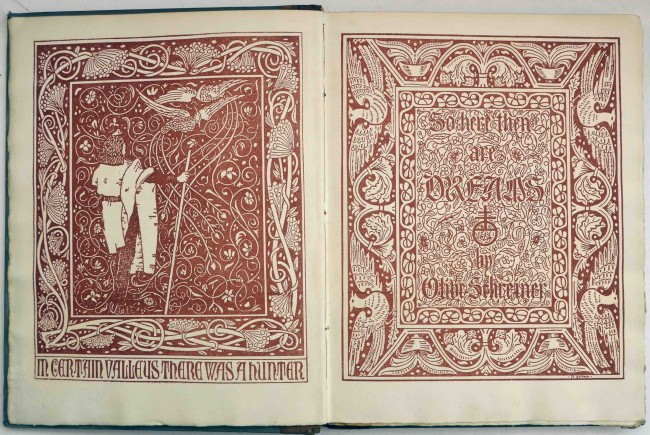 IN CERTAIN VALLEYS THERE WAS A HUNTER
So here then
are
DREAMS
by
Olive Schreiner